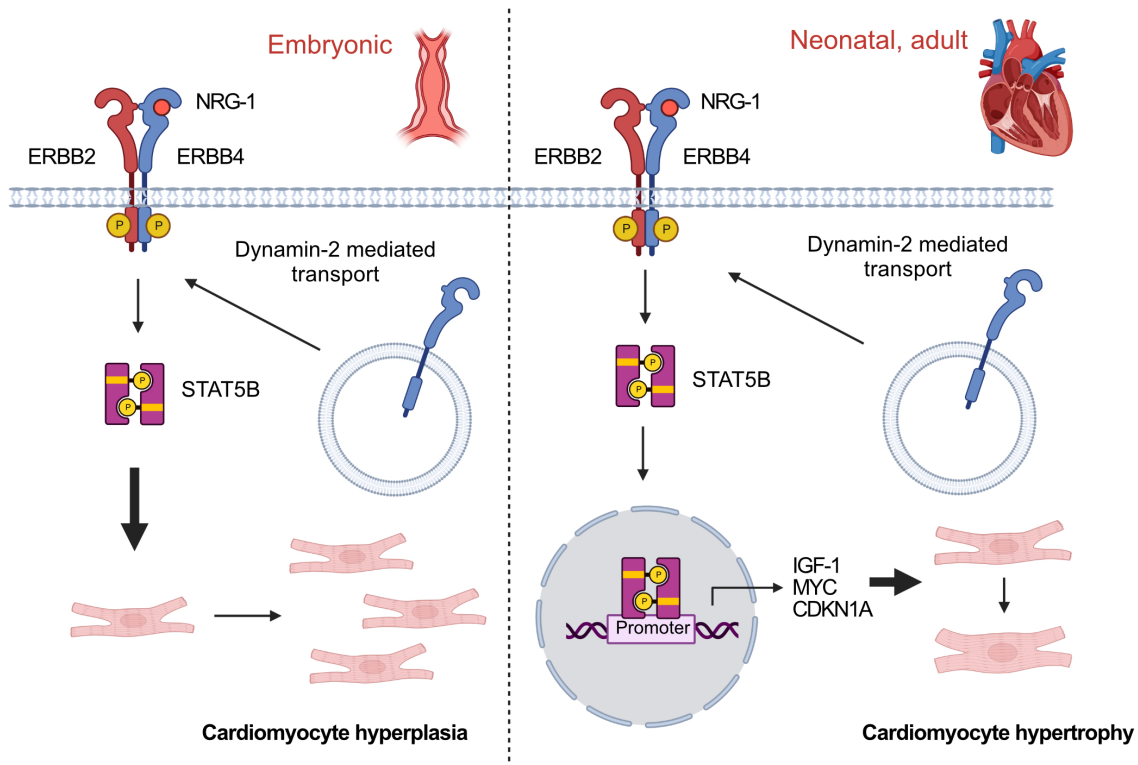 Embryonic
NRG-1
ERBB2
ERBB4
P
P
Dynamin-2 mediated
transport
P
P
STAT5B
Cardiomyocyte hyperplasia
Neonatal, adult
NRG-1
ERBB2
ERBB4
P
P
Dynamin-2 mediated
transport
P
P
STAT5B
P
P
Promoter
IGF-1
MYC
CDKN1A
Cardiomyocyte hypertrophy